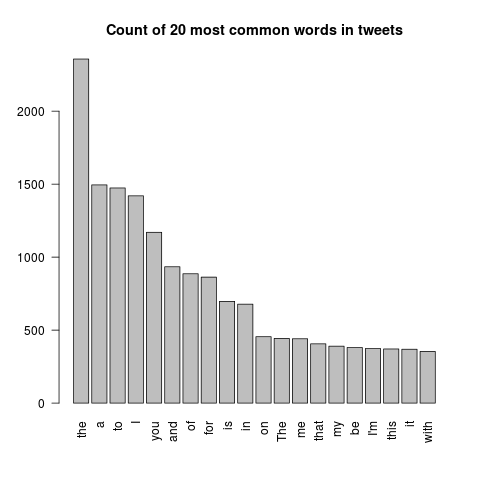 Count of 20 most common words in tweets
2000
1500
1000
500
0
the
a
to
I
you
and
of
for
is
in
on
The
me
that
my
be
I'm
this
it
with